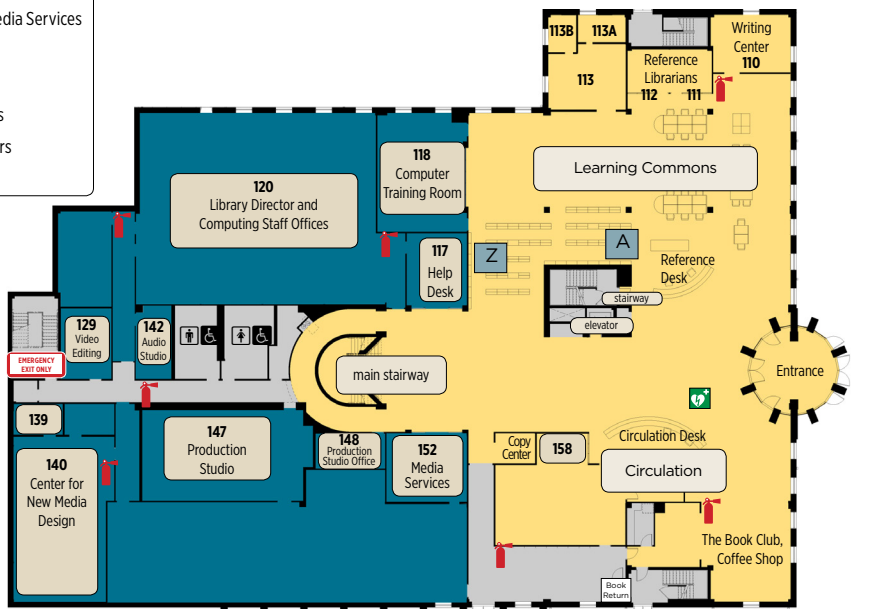 edia Services
s
rs
113B
113A
Writing
Center
110
113
Reference
Librarians
112
111
118
Computer
Training Room
120
Library Director and
Computing Staff Offices
Learning Commons
117
Help
Desk
Z
A
Reference
Desk
stairway
elevator
129
Video
Editing
142
Audio
Studio
EMERGENCY
EXIT ONLY
main stairway
Entrance
139
147
Production
Studio
148
Production
Studio Office
152
Media
Services
Copy
Center
158
Circulation Desk
Circulation
140
Center for
New Media
Design
The Book Club,
Coffee Shop
Book
Return